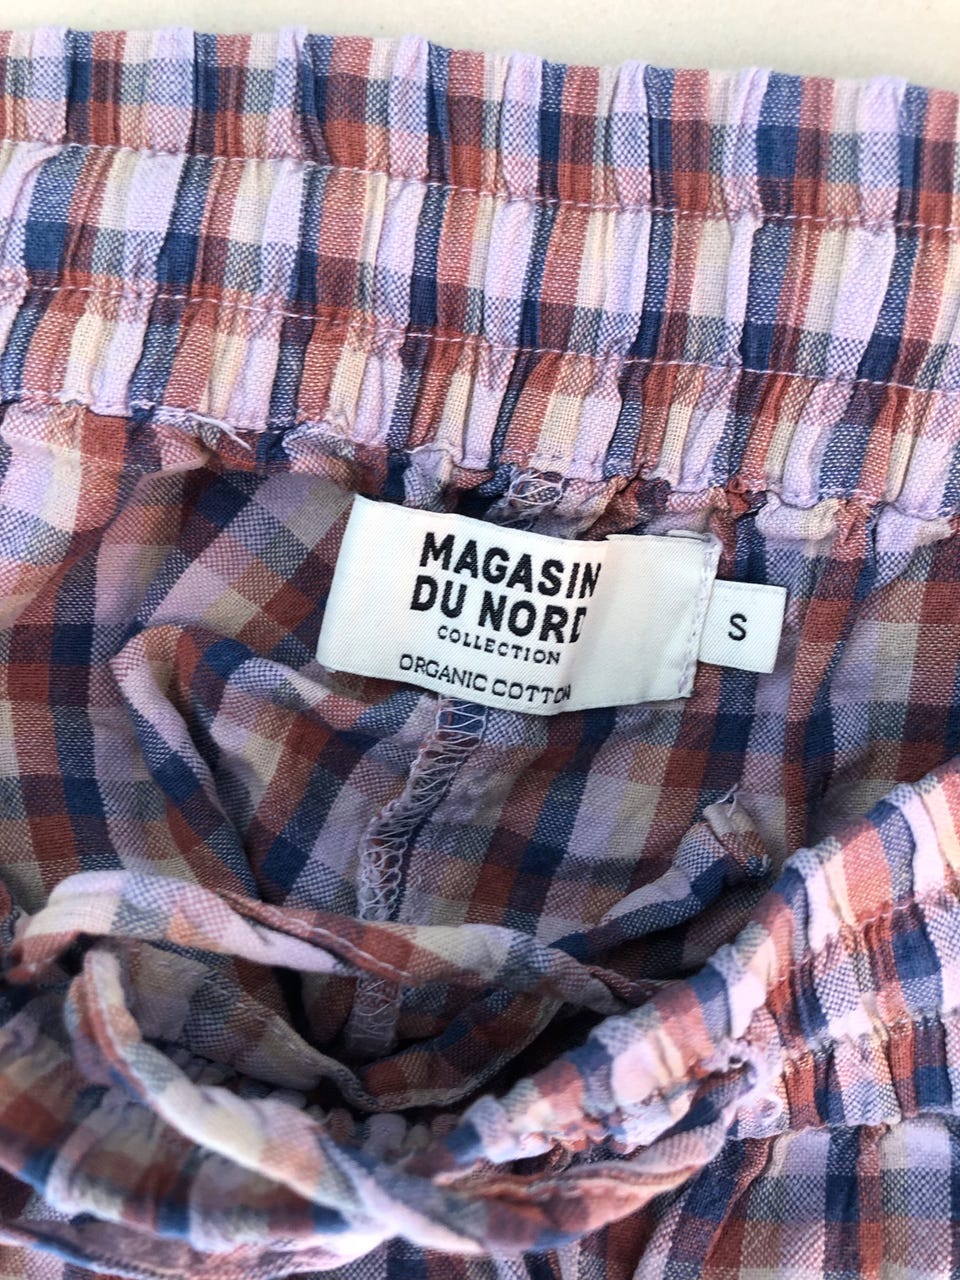 MAGASIN
DU NORD
COLLECTION
ORGANIC COTTON
S